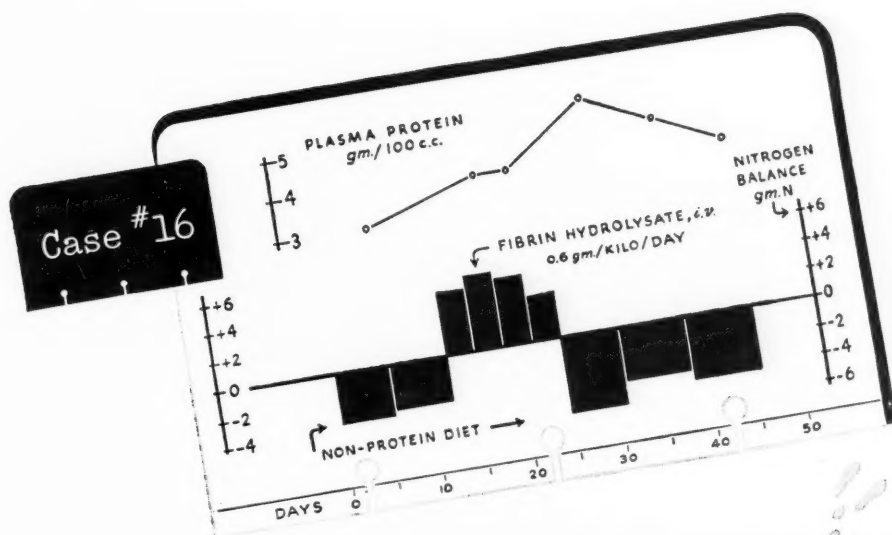 Case #16
PLASMA PROTEIN
gm./100 c.c.
5
4
3
FIBRIN HYDROLYSATE, i.v.
0.6 gm./KILO/DAY
NITROGEN
BALANCE
gm. N
+6
+4
+2
0
-2
-4
-6
+6
+4
+2
0
-2
-4
NON-PROTEIN DIET
DAYS 0 10 20 30 40 50